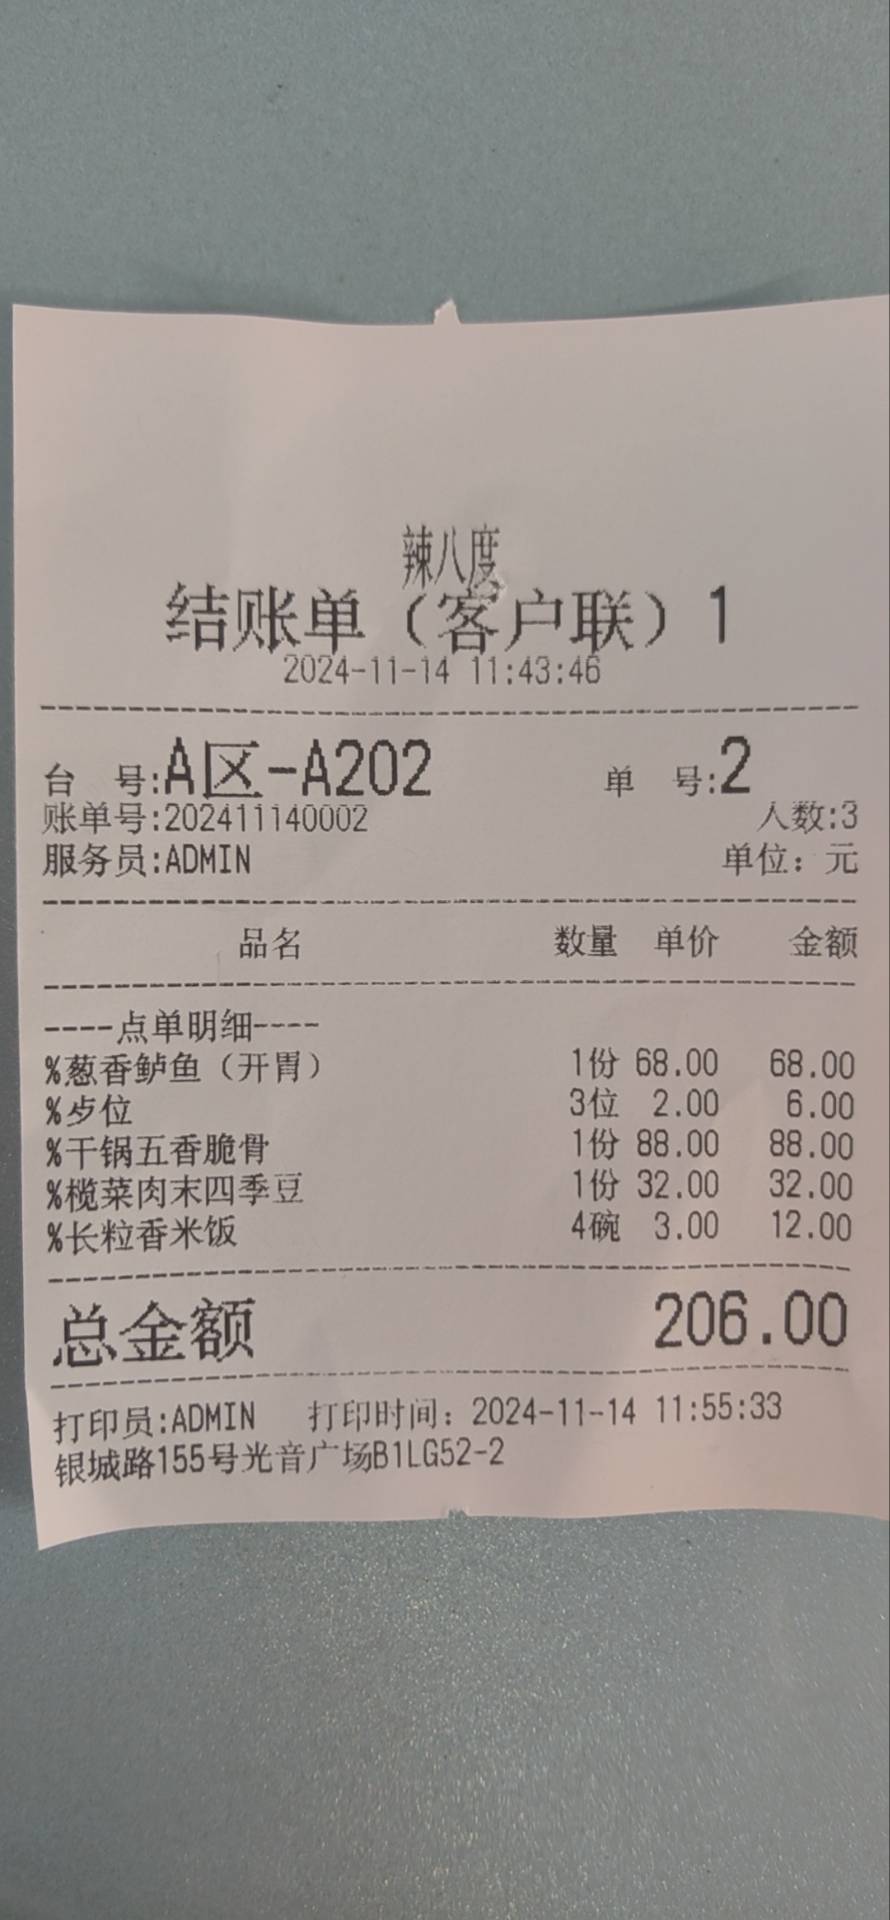 辣八度
结账单（客户联）1
2024-11-14 11:43:46
台 号:A区-A202 单 号:2
账单号:202411140002 人数:3
服务员:ADMIN 单位：元
品名 数量 单价 金额
----点单明细----
%葱香鲈鱼（开胃） 1份 68.00 68.00
%歺位 3位 2.00 6.00
%干锅五香脆骨 1份 88.00 88.00
%榄菜肉末四季豆 1份 32.00 32.00
%长粒香米饭 4碗 3.00 12.00
总金额 206.00
打印员:ADMIN 打印时间：2024-11-14 11:55:33
银城路155号光音广场B1LG52-2